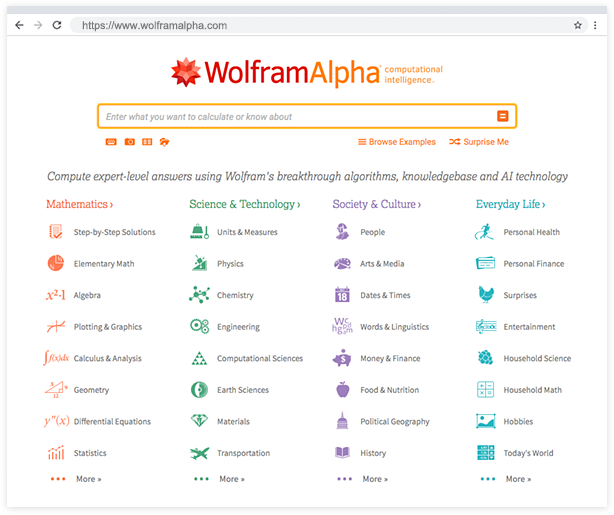 https://www.wolframalpha.com
WolframAlpha computational intelligence.
Enter what you want to calculate or know about
Browse Examples Surprise Me
Compute expert-level answers using Wolfram's breakthrough algorithms, knowledgebase and AI technology
Mathematics ›
Step-by-Step Solutions
Elementary Math
x²-1 Algebra
Plotting & Graphics
∫f(x)dx Calculus & Analysis
Geometry
y″(x) Differential Equations
Statistics
More »
Science & Technology ›
Units & Measures
Physics
Chemistry
Engineering
Computational Sciences
Earth Sciences
Materials
Transportation
More »
Society & Culture ›
People
Arts & Media
18 Dates & Times
Words & Linguistics
$ Money & Finance
Food & Nutrition
Political Geography
History
More »
Everyday Life ›
Personal Health
Personal Finance
Surprises
Entertainment
Household Science
Household Math
Hobbies
Today's World
More »